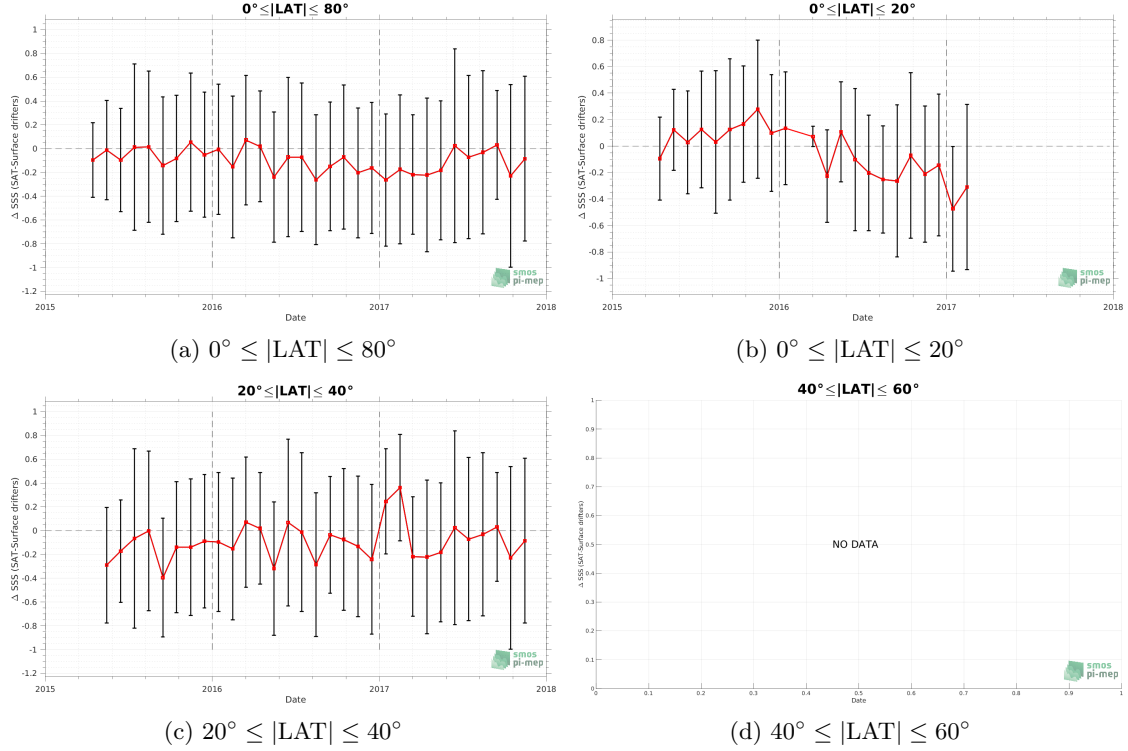 0°≤|LAT|≤ 80°
Δ SSS (SAT-Surface drifters)
1
0.8
0.6
0.4
0.2
0
-0.2
-0.4
-0.6
-0.8
-1
-1.2
2015
2016
2017
2018
Date
smos
pi-mep
(a) 0° ≤ |LAT| ≤ 80°
0°≤|LAT|≤ 20°
Δ SSS (SAT-Surface drifters)
0.8
0.6
0.4
0.2
0
-0.2
-0.4
-0.6
-0.8
-1
2015
2016
2017
2018
Date
smos
pi-mep
(b) 0° ≤ |LAT| ≤ 20°
20°≤|LAT|≤ 40°
Δ SSS (SAT-Surface drifters)
1
0.8
0.6
0.4
0.2
0
-0.2
-0.4
-0.6
-0.8
-1
-1.2
2015
2016
2017
2018
Date
smos
pi-mep
(c) 20° ≤ |LAT| ≤ 40°
40°≤|LAT|≤ 60°
Δ SSS (SAT-Surface drifters)
1
0.9
0.8
0.7
0.6
0.5
0.4
0.3
0.2
0.1
0
NO DATA
0 0.1 0.2 0.3 0.4 0.5 0.6 0.7 0.8 0.9 1
Date
smos
pi-mep
(d) 40° ≤ |LAT| ≤ 60°